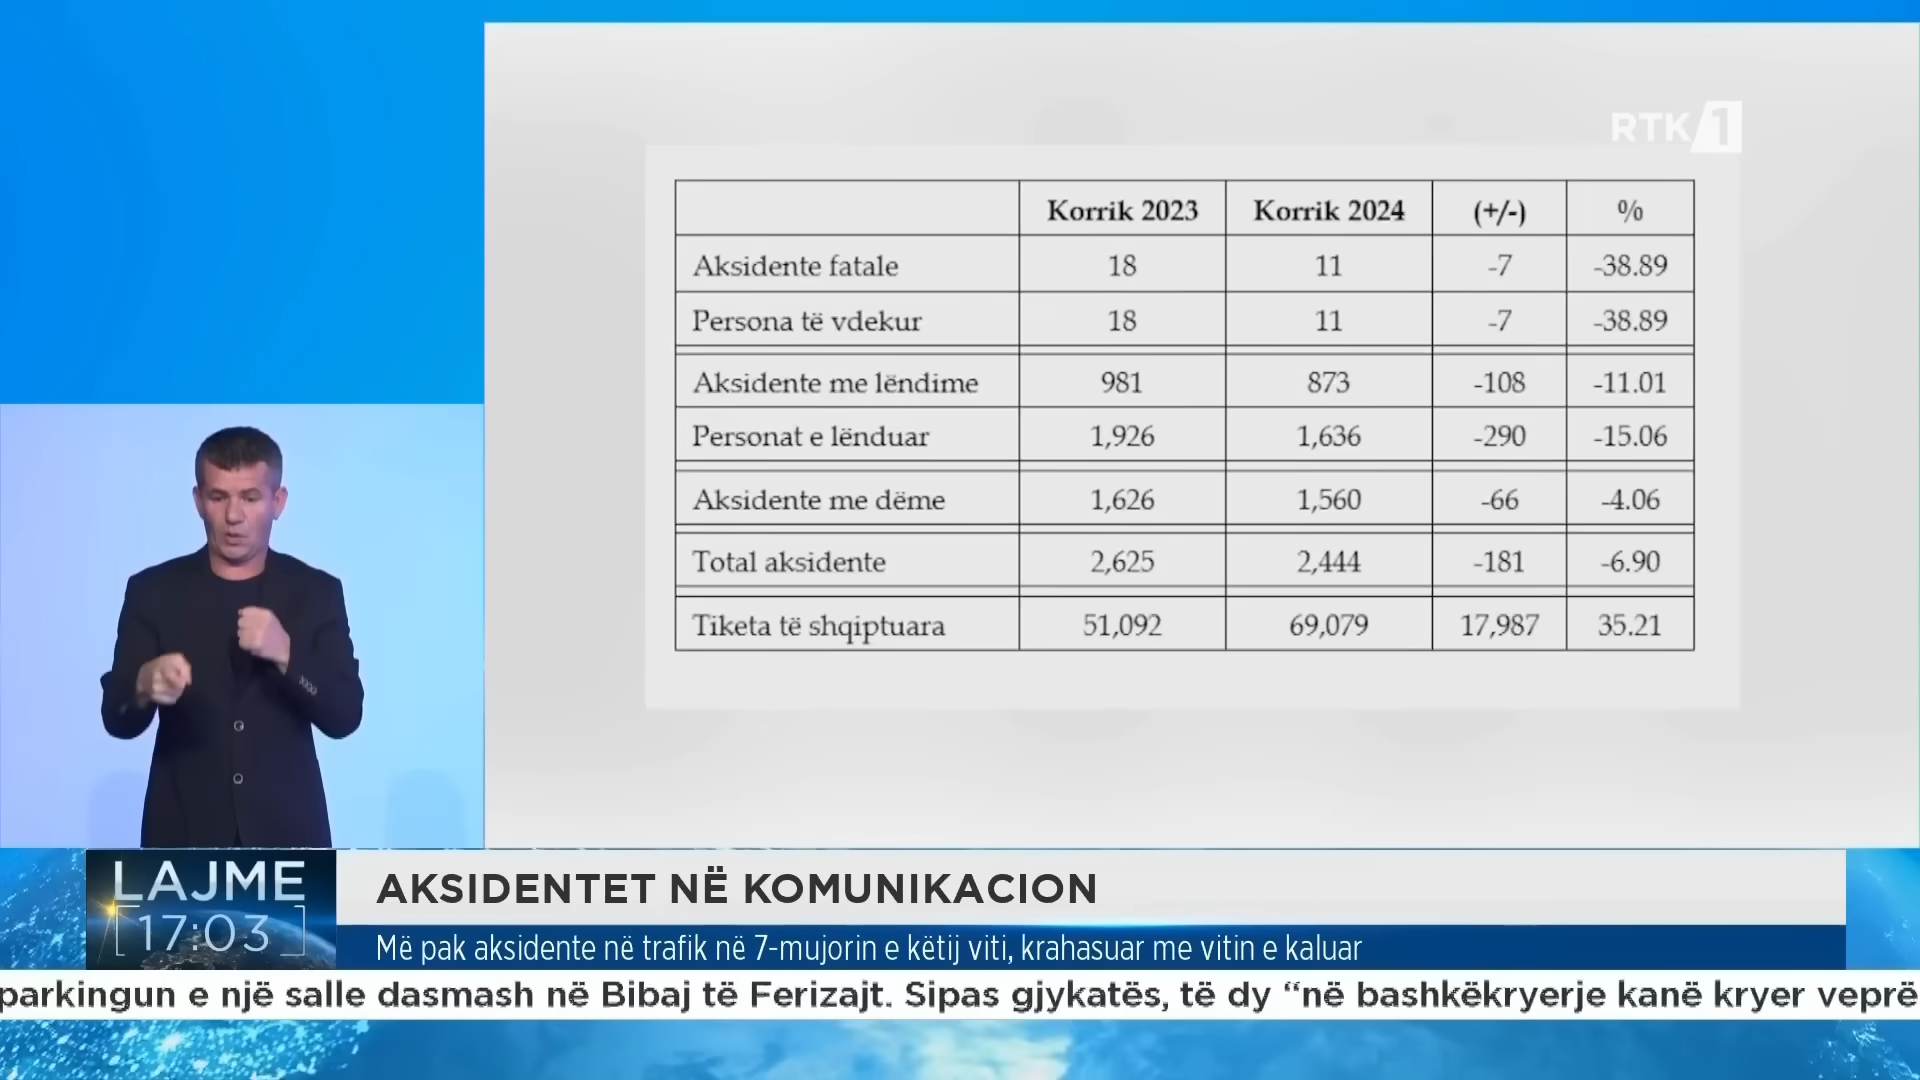 RTK 1
Korrik 2023 Korrik 2024 (+/-) %
Aksidente fatale 18 11 -7 -38.89
Persona të vdekur 18 11 -7 -38.89
Aksidente me lëndime 981 873 -108 -11.01
Personat e lënduar 1,926 1,636 -290 -15.06
Aksidente me dëme 1,626 1,560 -66 -4.06
Total aksidente 2,625 2,444 -181 -6.90
Tiketa të shqiptuara 51,092 69,079 17,987 35.21
LAJME
17:03
AKSIDENTET NË KOMUNIKACION
Më pak aksidente në trafik në 7-mujorin e këtij viti, krahasuar me vitin e kaluar
parkingun e një salle dasmash në Bibaj të Ferizajt. Sipas gjykatës, të dy “në bashkëkryerje kanë kryer veprë